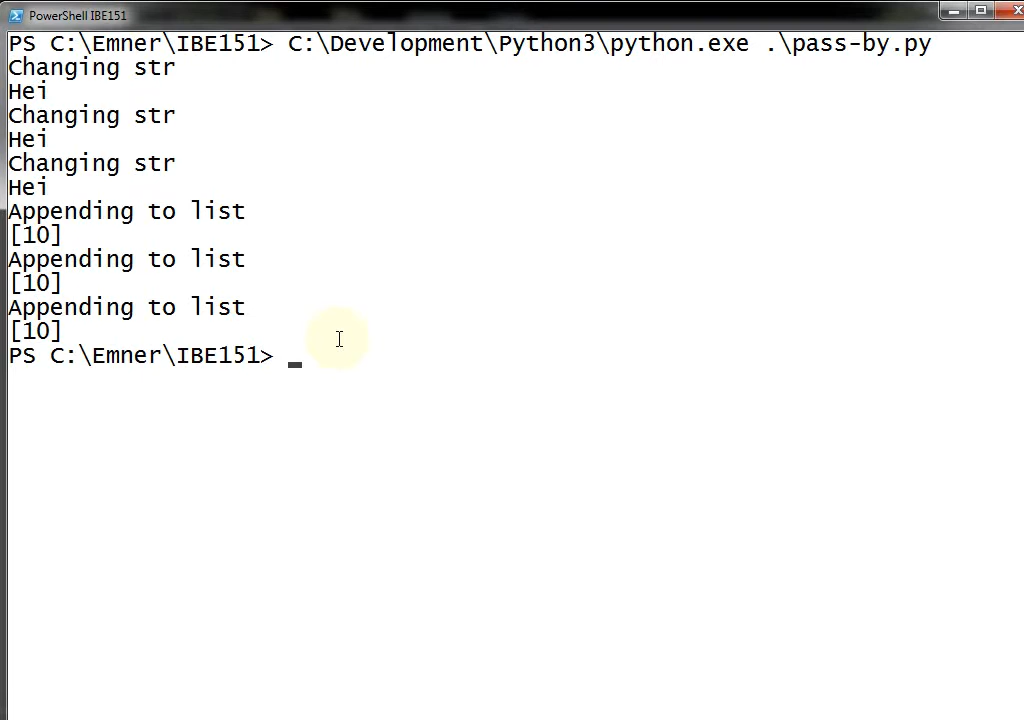 PowerShell IBE151
PS C:\Emner\IBE151> C:\Development\Python3\python.exe .\pass-by.py
Changing str
Hei
Changing str
Hei
Changing str
Hei
Appending to list
[10]
Appending to list
[10]
Appending to list
[10]
PS C:\Emner\IBE151> _